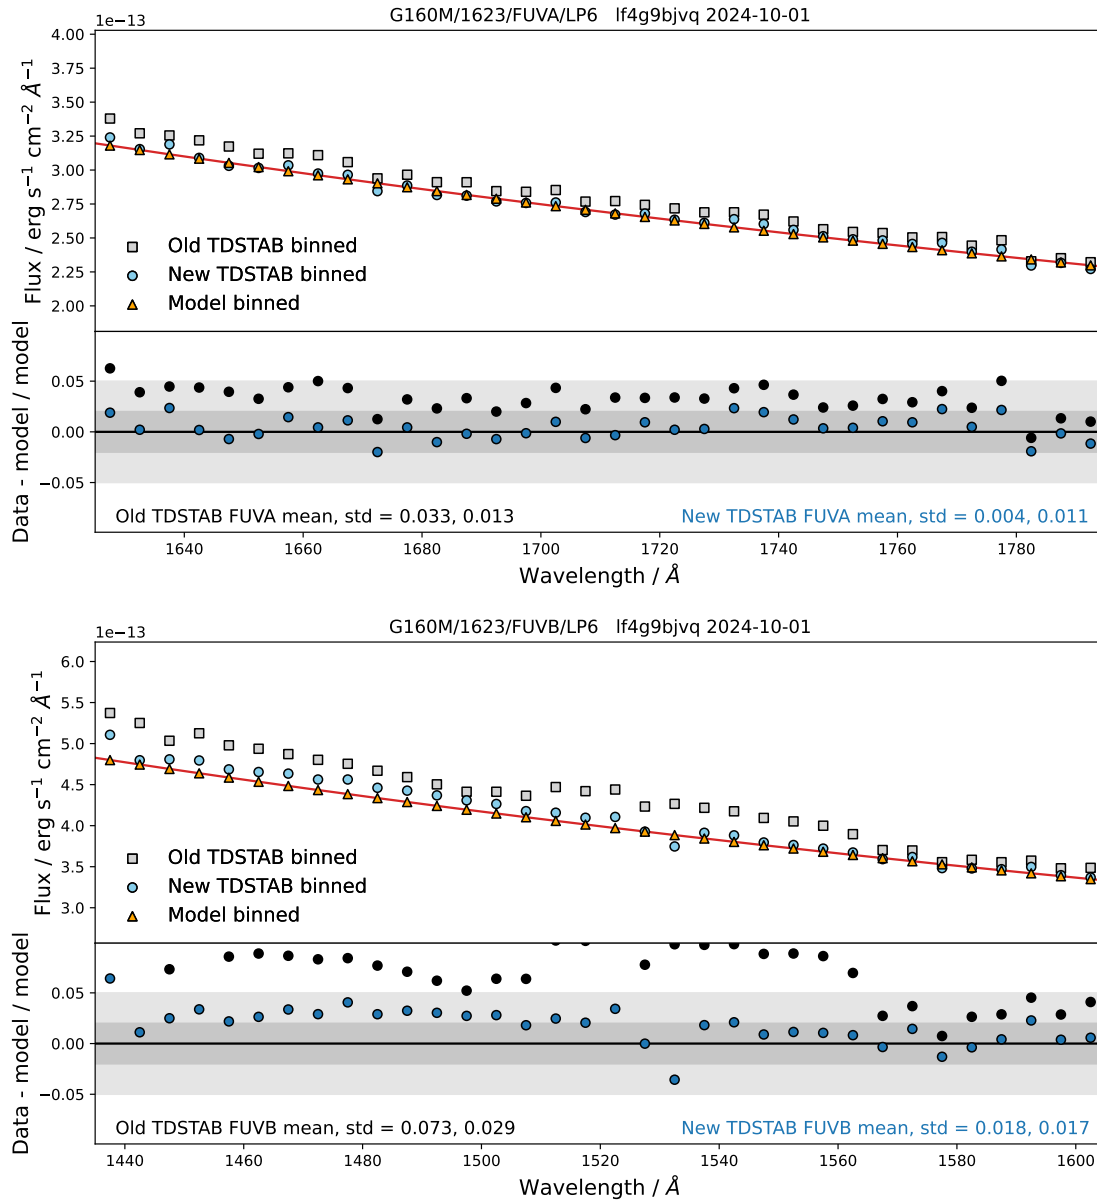 G160M/1623/FUVA/LP6 lf4g9bjvq 2024-10-01
1e−13
4.00
3.75
3.50
3.25
3.00
2.75
2.50
2.25
2.00
Flux / erg s⁻¹ cm⁻² Å⁻¹
Old TDSTAB binned
New TDSTAB binned
Model binned
0.05
0.00
−0.05
Data - model / model
Old TDSTAB FUVA mean, std = 0.033, 0.013
New TDSTAB FUVA mean, std = 0.004, 0.011
1640 1660 1680 1700 1720 1740 1760 1780
Wavelength / Å
G160M/1623/FUVB/LP6 lf4g9bjvq 2024-10-01
1e−13
6.0
5.5
5.0
4.5
4.0
3.5
3.0
Flux / erg s⁻¹ cm⁻² Å⁻¹
Old TDSTAB binned
New TDSTAB binned
Model binned
0.05
0.00
−0.05
Data - model / model
Old TDSTAB FUVB mean, std = 0.073, 0.029
New TDSTAB FUVB mean, std = 0.018, 0.017
1440 1460 1480 1500 1520 1540 1560 1580 1600
Wavelength / Å